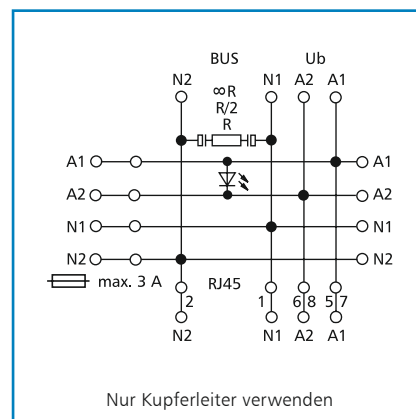 BUS Ub
N2 N1 A2 A1
∞R
R/2
R
A1 A1
A2 A2
N1 N1
N2 N2
max. 3 A RJ45
2 1 6 8 5 7
N2 N1 A2 A1
Nur Kupferleiter verwenden